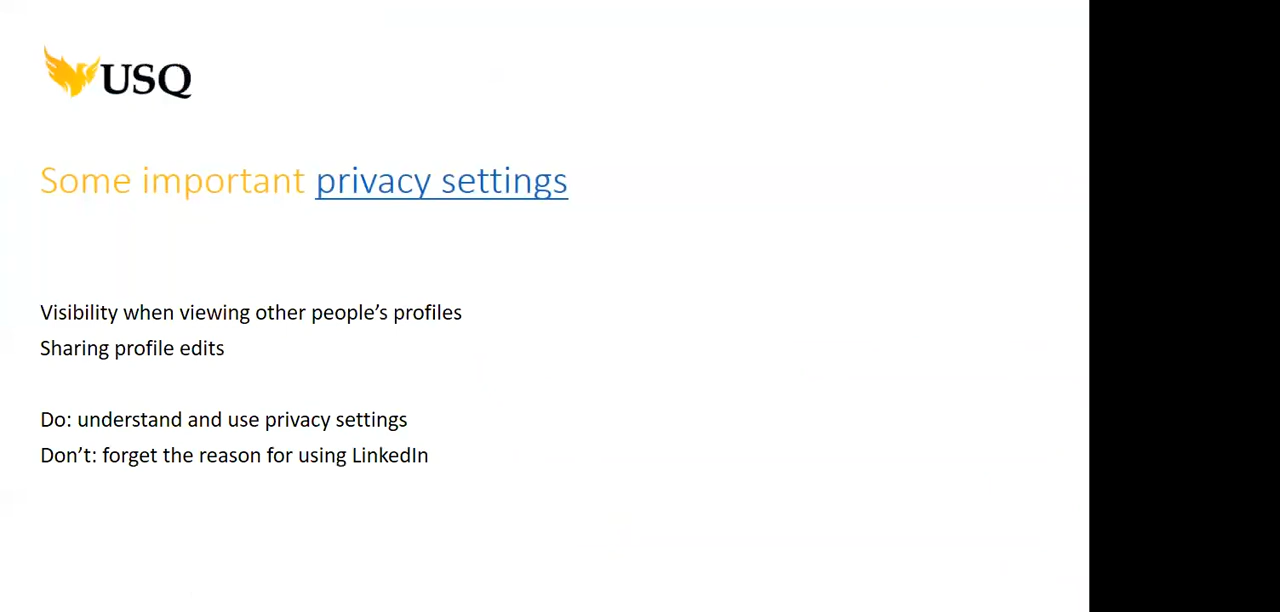 USQ
Some important privacy settings
Visibility when viewing other people’s profiles
Sharing profile edits
Do: understand and use privacy settings
Don’t: forget the reason for using LinkedIn